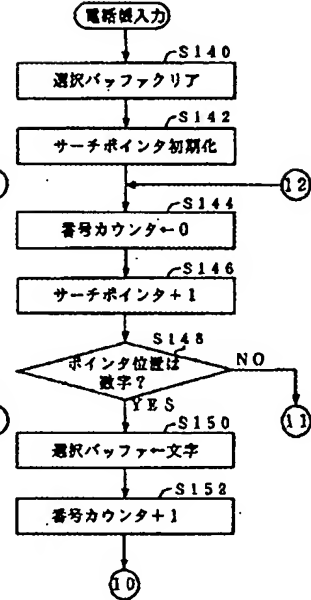 電話帳入力
S140
選択バッファクリア
S142
サーチポインタ初期化
12
S144
番号カウンタ←0
S146
サーチポインタ+1
S148
ポインタ位置は
数字?
NO
11
YES
S150
選択バッファ←文字
S152
番号カウンタ+1
10